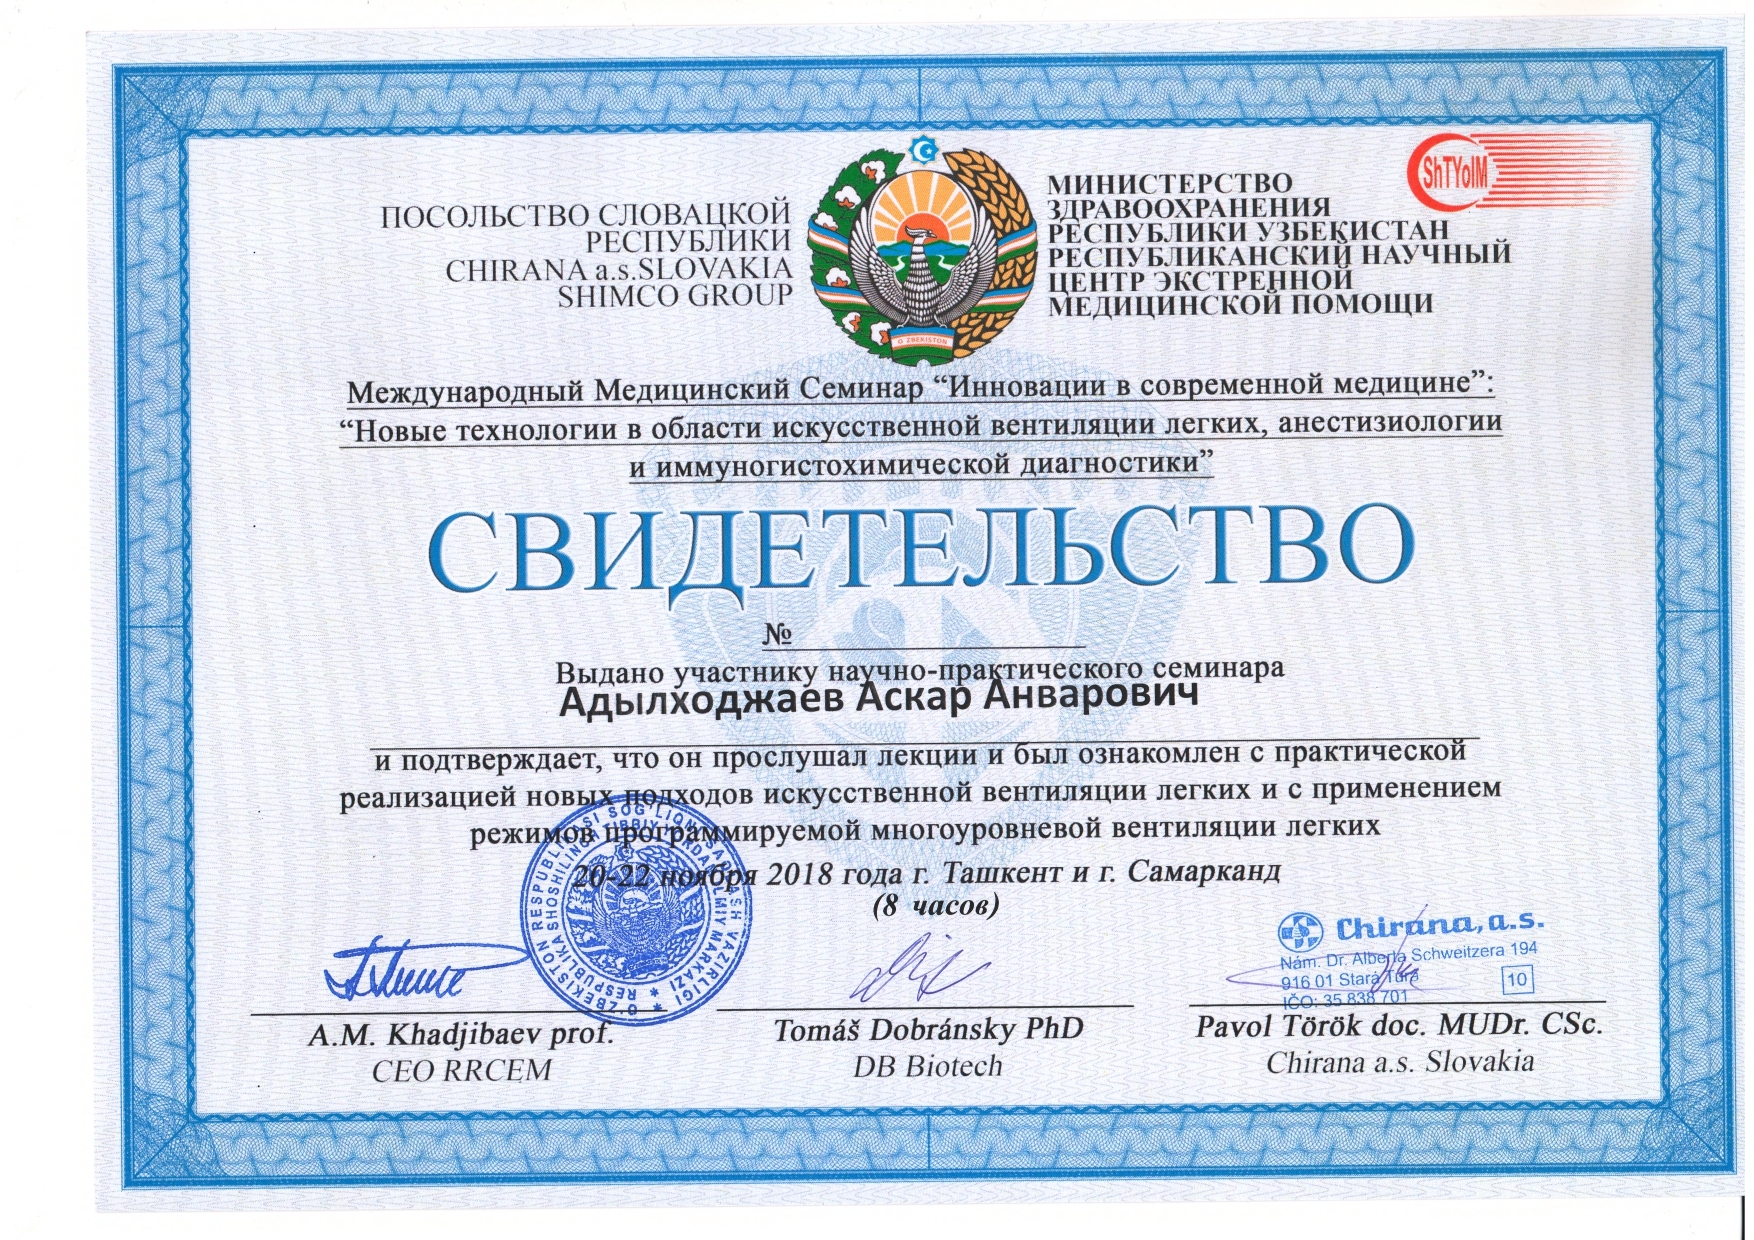 ПОСОЛЬСТВО СЛОВАЦКОЙ
РЕСПУБЛИКИ
CHIRANA a.s.SLOVAKIA
SHIMCO GROUP
O'ZBEKISTON
МИНИСТЕРСТВО
ЗДРАВООХРАНЕНИЯ
РЕСПУБЛИКИ УЗБЕКИСТАН
РЕСПУБЛИКАНСКИЙ НАУЧНЫЙ
ЦЕНТР ЭКСТРЕННОЙ
МЕДИЦИНСКОЙ ПОМОЩИ
ShTYoIM
Международный Медицинский Семинар “Инновации в современной медицине”:
“Новые технологии в области искусственной вентиляции легких, анестизиологии
и иммуногистохимической диагностики”
СВИДЕТЕЛЬСТВО
№
Выдано участнику научно-практического семинара
Адылходжаев Аскар Анварович
и подтверждает, что он прослушал лекции и был ознакомлен с практической
реализацией новых подходов искусственной вентиляции легких и с применением
режимов программируемой многоуровневой вентиляции легких
20-22 ноября 2018 года г. Ташкент и г. Самарканд
(8 часов)
O'ZBEKISTON RESPUBLIKASI SOG'LIQNI SAQLASH VAZIRLIGI
RESPUBLIKA SHOSHILINCH TIBBIY YORDAM ILMIY MARKAZI
Chirana, a.s.
Nám. Dr. Alberta Schweitzera 194
916 01 Stará Turá
IČO: 35 838 701
10
A.M. Khadjibaev prof.
CEO RRCEM
Tomáš Dobránsky PhD
DB Biotech
Pavol Török doc. MUDr. CSc.
Chirana a.s. Slovakia